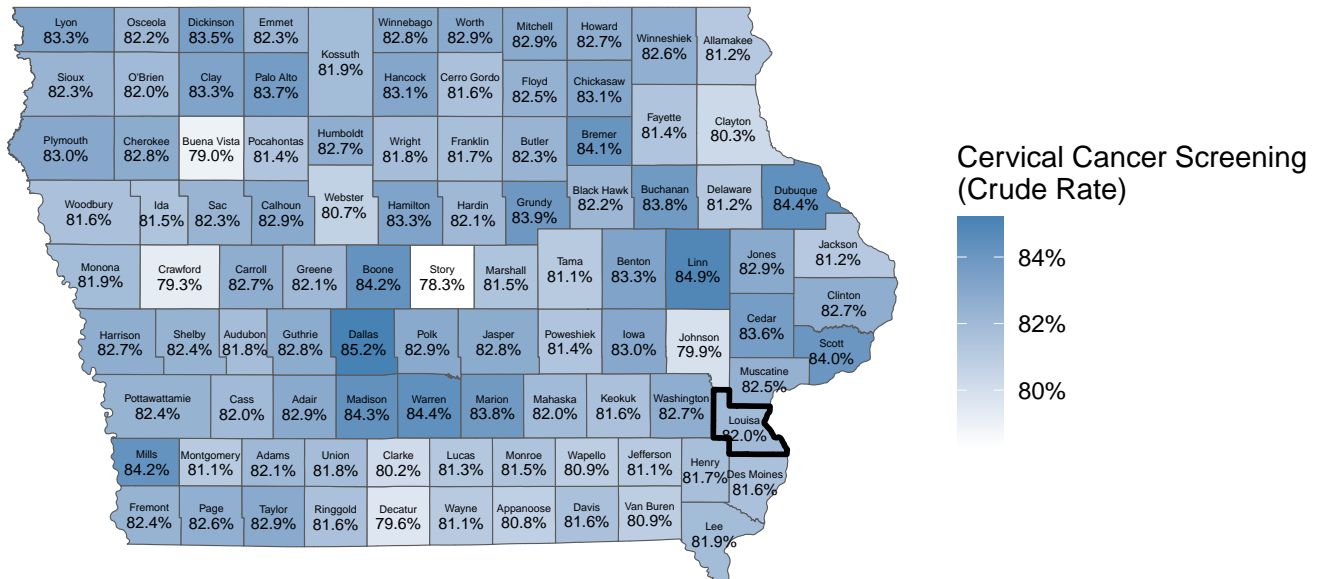 Lyon
83.3%
Osceola
82.2%
Dickinson
83.5%
Emmet
82.3%
Kossuth
81.9%
Winnebago
82.8%
Worth
82.9%
Mitchell
82.9%
Howard
82.7%
Winneshiek
82.6%
Allamakee
81.2%
Sioux
82.3%
O'Brien
82.0%
Clay
83.3%
Palo Alto
83.7%
Hancock
83.1%
Cerro Gordo
81.6%
Floyd
82.5%
Chickasaw
83.1%
Fayette
81.4%
Clayton
80.3%
Plymouth
83.0%
Cherokee
82.8%
Buena Vista
79.0%
Pocahontas
81.4%
Humboldt
82.7%
Wright
81.8%
Franklin
81.7%
Butler
82.3%
Bremer
84.1%
Woodbury
81.6%
Ida
81.5%
Sac
82.3%
Calhoun
82.9%
Webster
80.7%
Hamilton
83.3%
Hardin
82.1%
Grundy
83.9%
Black Hawk
82.2%
Buchanan
83.8%
Delaware
81.2%
Dubuque
84.4%
Monona
81.9%
Crawford
79.3%
Carroll
82.7%
Greene
82.1%
Boone
84.2%
Story
78.3%
Marshall
81.5%
Tama
81.1%
Benton
83.3%
Linn
84.9%
Jones
82.9%
Jackson
81.2%
Clinton
82.7%
Harrison
82.7%
Shelby
82.4%
Audubon
81.8%
Guthrie
82.8%
Dallas
85.2%
Polk
82.9%
Jasper
82.8%
Poweshiek
81.4%
Iowa
83.0%
Johnson
79.9%
Cedar
83.6%
Scott
84.0%
Muscatine
82.5%
Pottawattamie
82.4%
Cass
82.0%
Adair
82.9%
Madison
84.3%
Warren
84.4%
Marion
83.8%
Mahaska
82.0%
Keokuk
81.6%
Washington
82.7%
Louisa
82.0%
Mills
84.2%
Montgomery
81.1%
Adams
82.1%
Union
81.8%
Clarke
80.2%
Lucas
81.3%
Monroe
81.5%
Wapello
80.9%
Jefferson
81.1%
Henry
81.7%
Des Moines
81.6%
Fremont
82.4%
Page
82.6%
Taylor
82.9%
Ringgold
81.6%
Decatur
79.6%
Wayne
81.1%
Appanoose
80.8%
Davis
81.6%
Van Buren
80.9%
Lee
81.9%
Cervical Cancer Screening
(Crude Rate)
84%
82%
80%